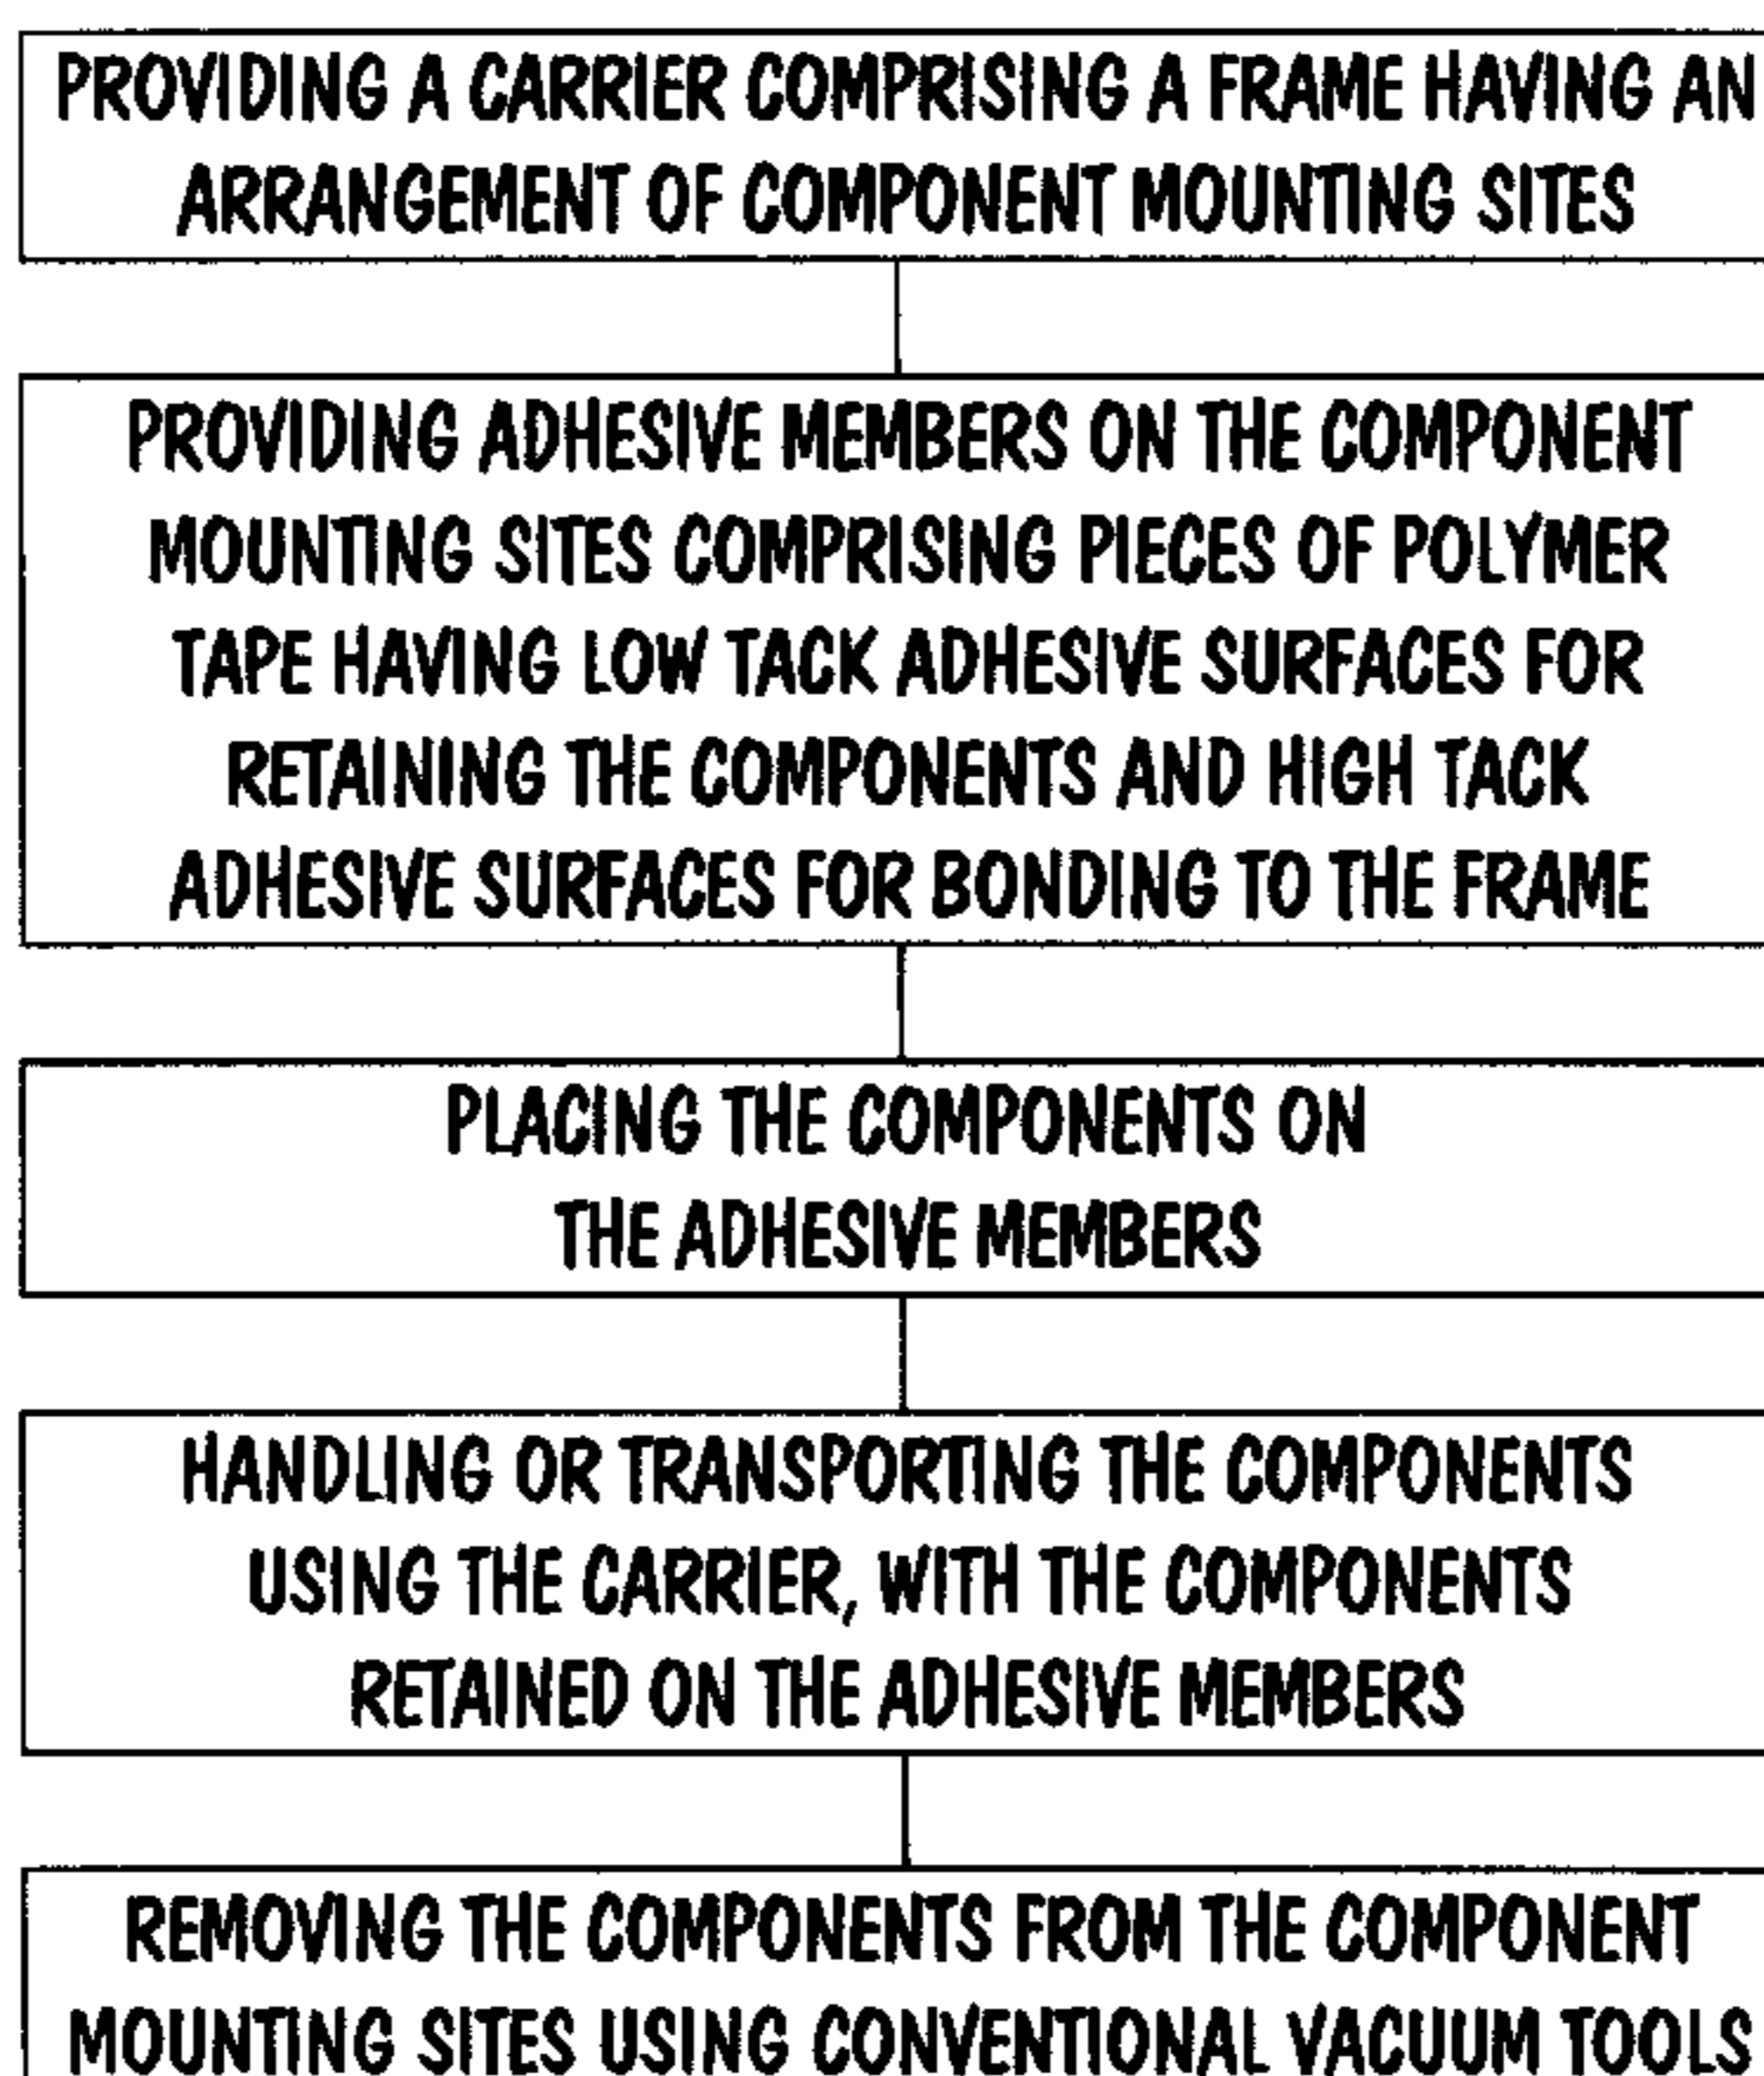 PROVIDING A CARRIER COMPRISING A FRAME HAVING AN
ARRANGEMENT OF COMPONENT MOUNTING SITES
PROVIDING ADHESIVE MEMBERS ON THE COMPONENT
MOUNTING SITES COMPRISING PIECES OF POLYMER
TAPE HAVING LOW TACK ADHESIVE SURFACES FOR
RETAINING THE COMPONENTS AND HIGH TACK
ADHESIVE SURFACES FOR BONDING TO THE FRAME
PLACING THE COMPONENTS ON
THE ADHESIVE MEMBERS
HANDLING OR TRANSPORTING THE COMPONENTS
USING THE CARRIER, WITH THE COMPONENTS
RETAINED ON THE ADHESIVE MEMBERS
REMOVING THE COMPONENTS FROM THE COMPONENT
MOUNTING SITES USING CONVENTIONAL VACUUM TOOLS